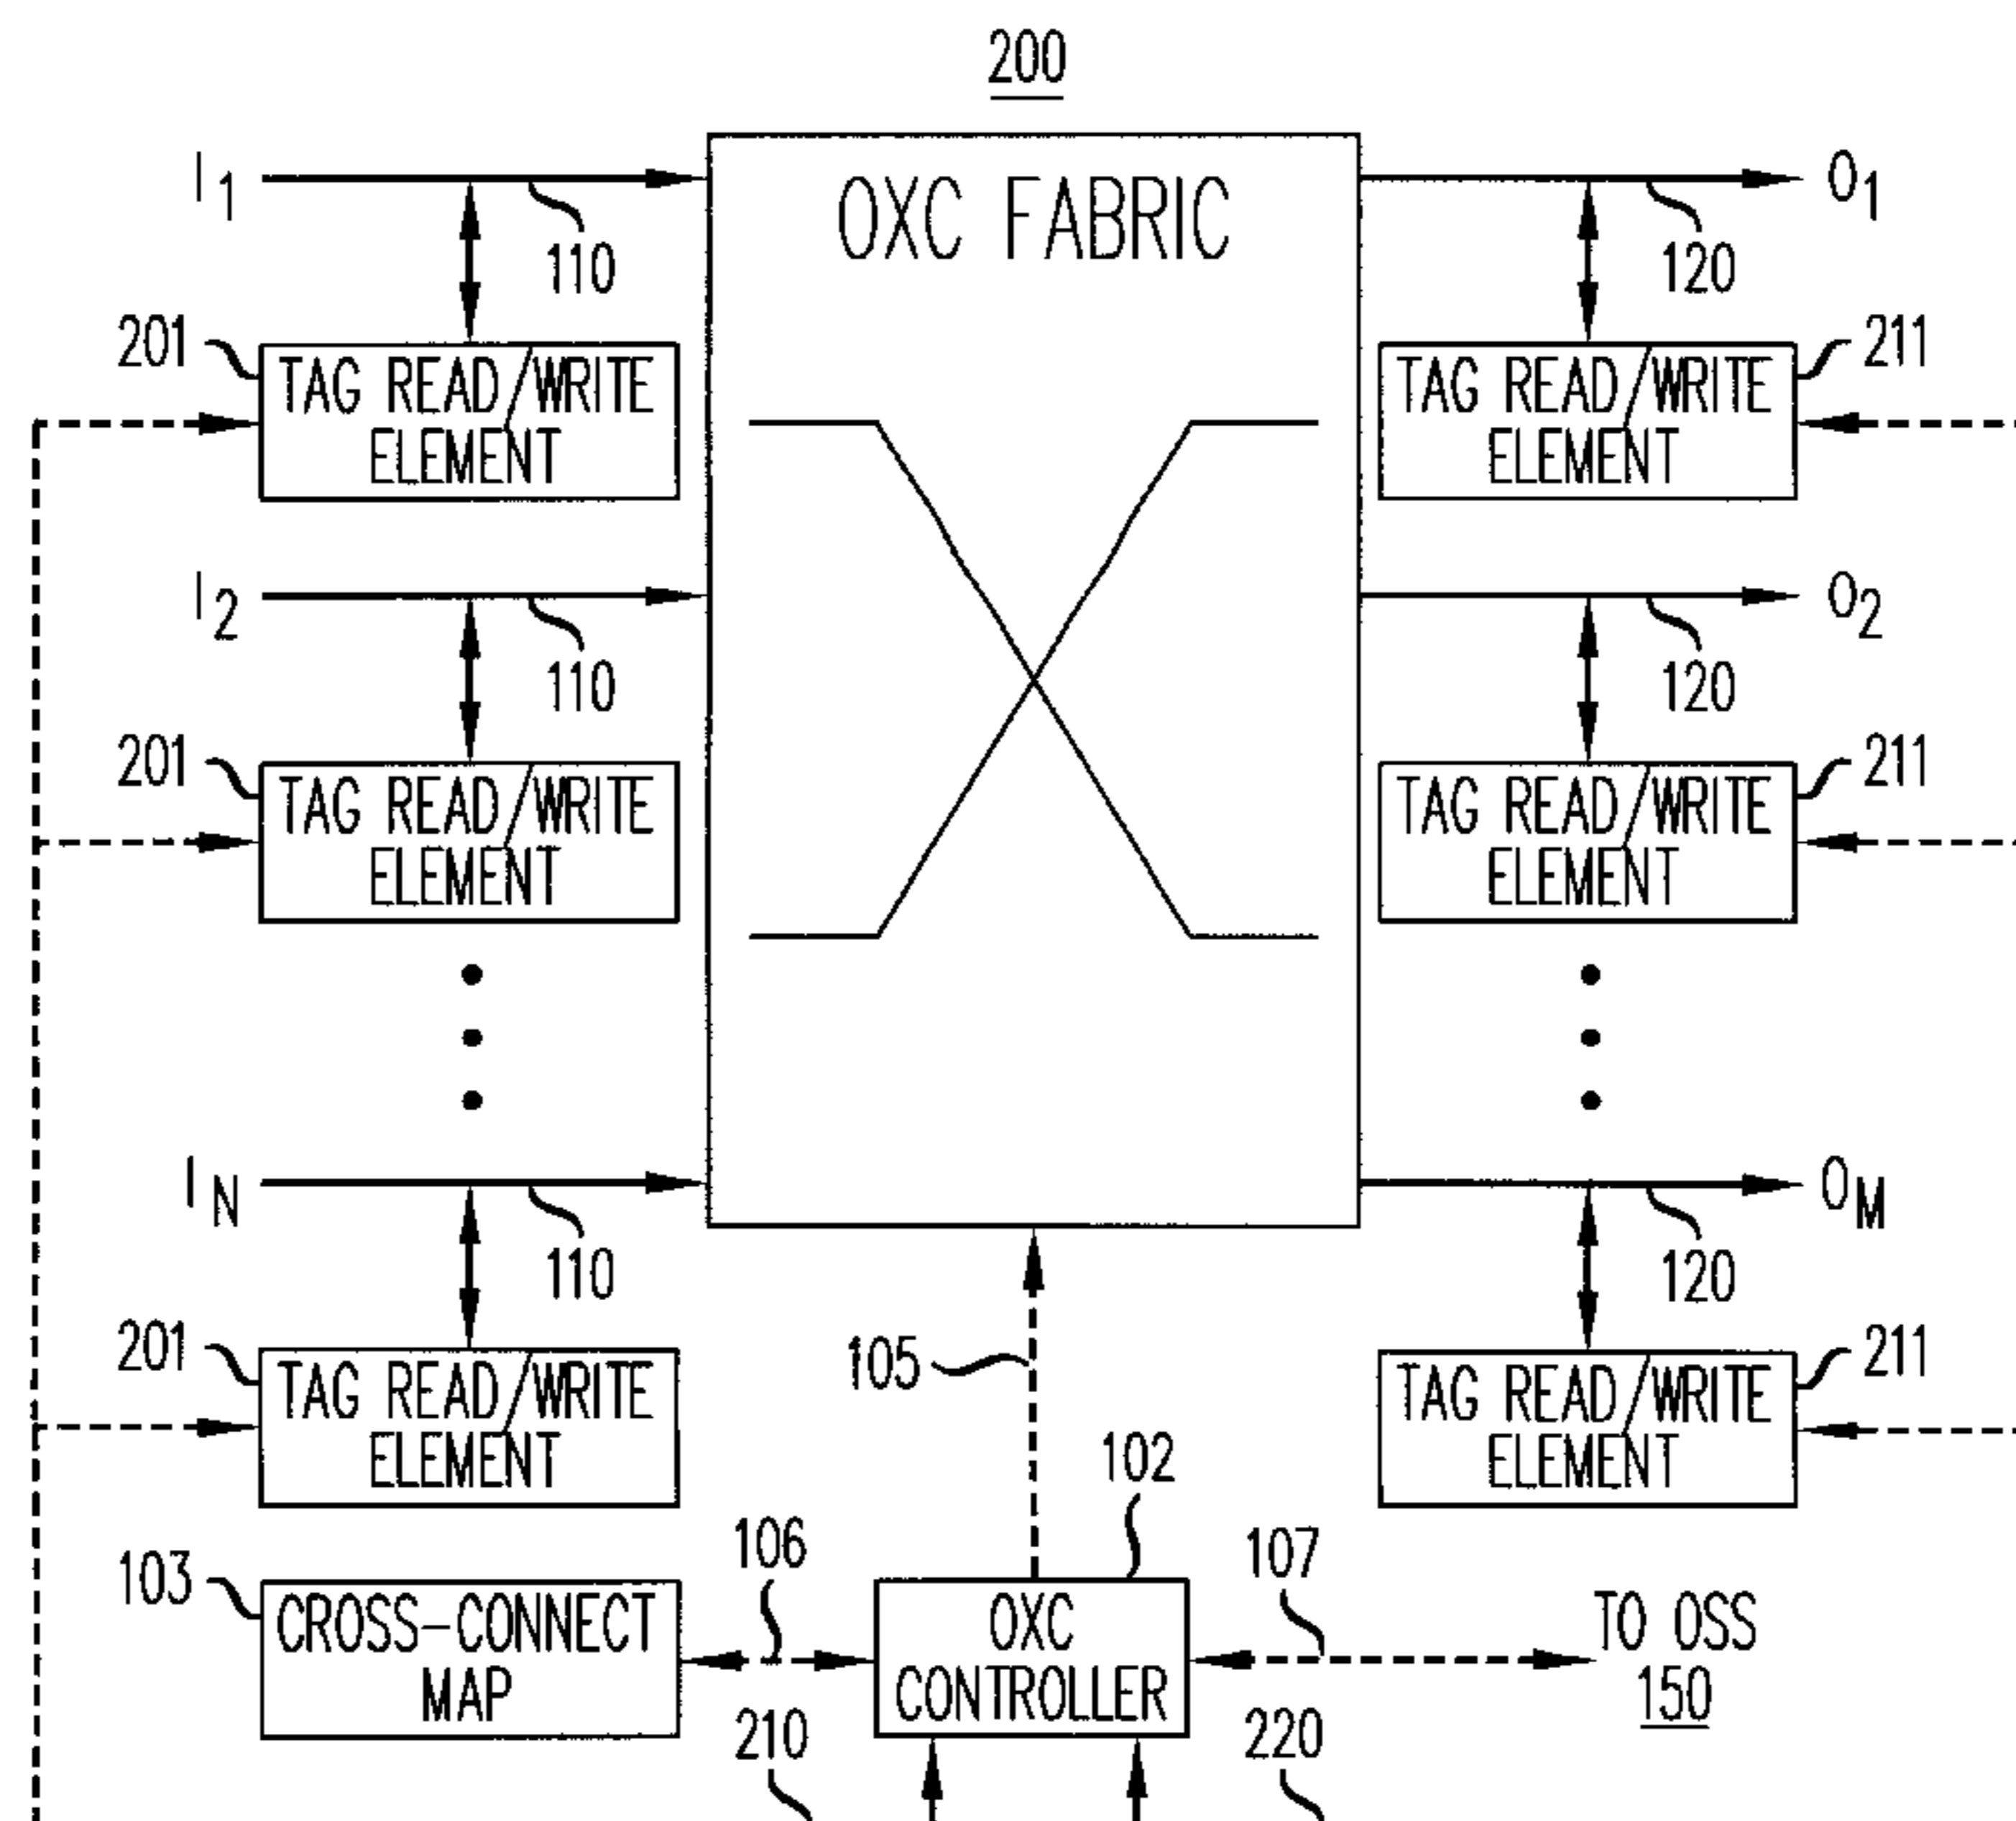 200
I1
OXC FABRIC
O1
110
120
201
TAG READ/WRITE
ELEMENT
211
TAG READ/WRITE
ELEMENT
I2
O2
110
120
201
TAG READ/WRITE
ELEMENT
211
TAG READ/WRITE
ELEMENT
IN
OM
110
120
201
TAG READ/WRITE
ELEMENT
105
211
TAG READ/WRITE
ELEMENT
102
106
107
103
CROSS-CONNECT
MAP
OXC
CONTROLLER
TO OSS
150
210
220